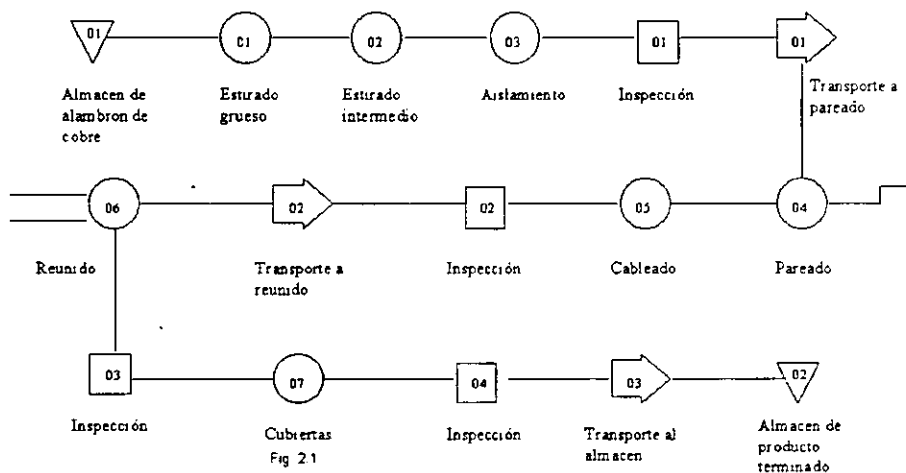 01 01 02 03 01 01
Almacen de
alambron de
cobre
Estirado
grueso
Estirado
intermedio
Aislamiento
Inspección
Transporte a
pareado
06 02 02 05 04
Reunido
Transporte a
reunido
Inspección
Cableado
Pareado
03 07 04 03 02
Inspección
Cubiertas
Fig 2.1
Inspección
Transporte al
almacen
Almacen de
producto
terminado